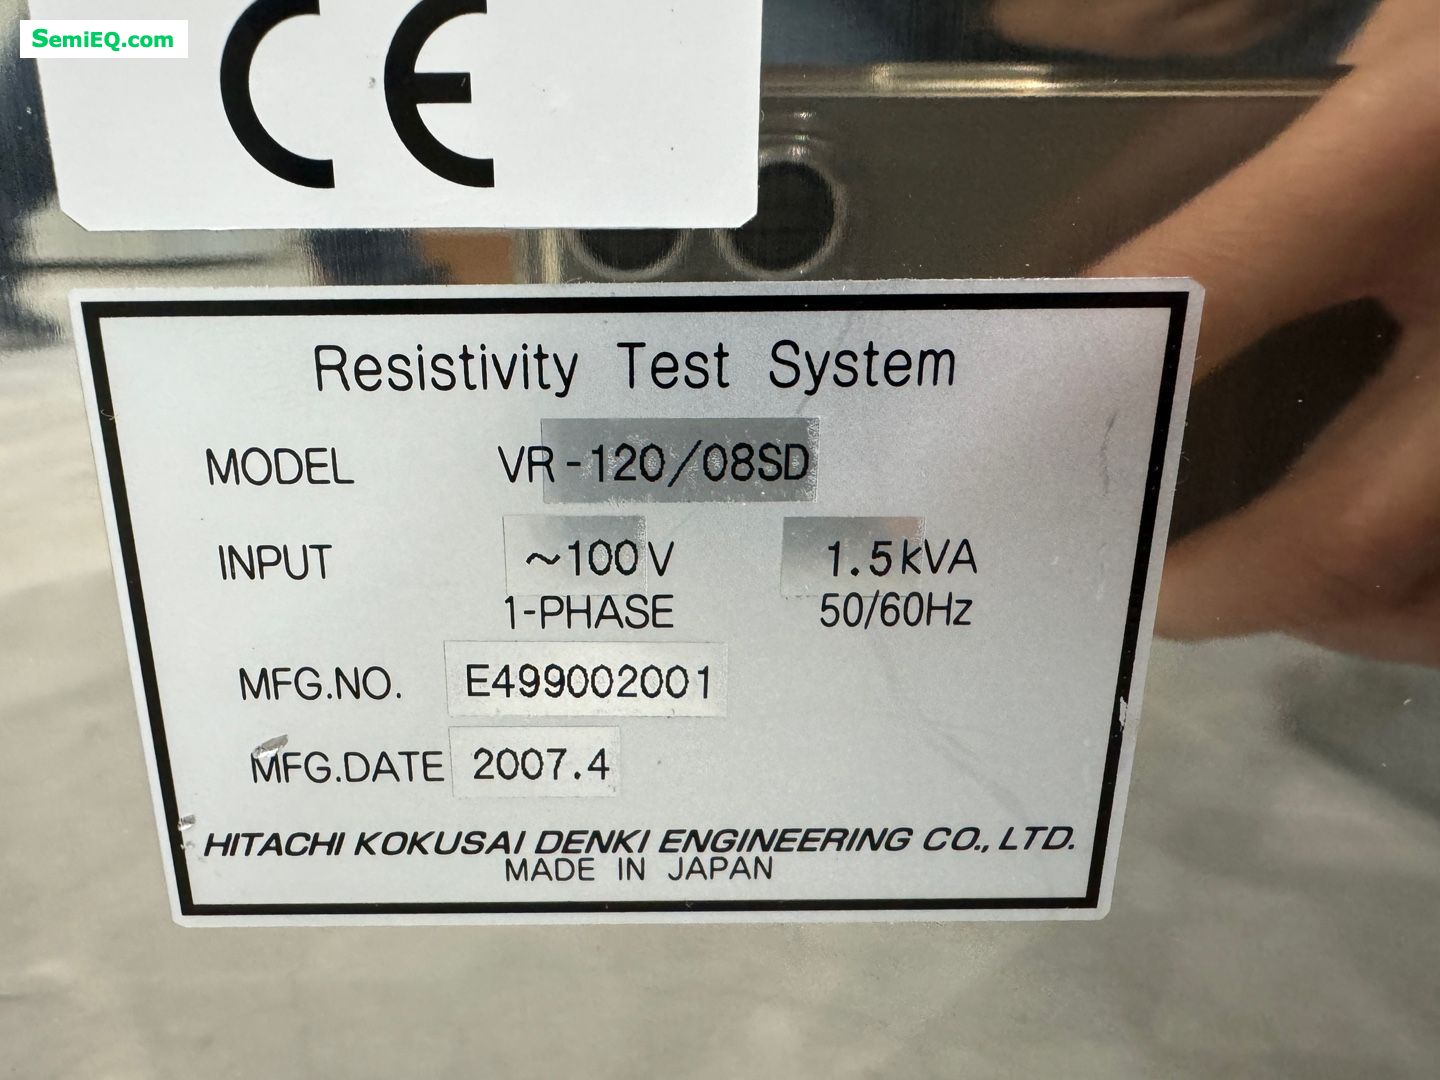 SemiEQ.com
CE
Resistivity Test System
MODEL VR-120/08SD
INPUT ~100V 1.5kVA
1-PHASE 50/60Hz
MFG.NO. E499002001
MFG.DATE 2007.4
HITACHI KOKUSAI DENKI ENGINEERING CO., LTD.
MADE IN JAPAN